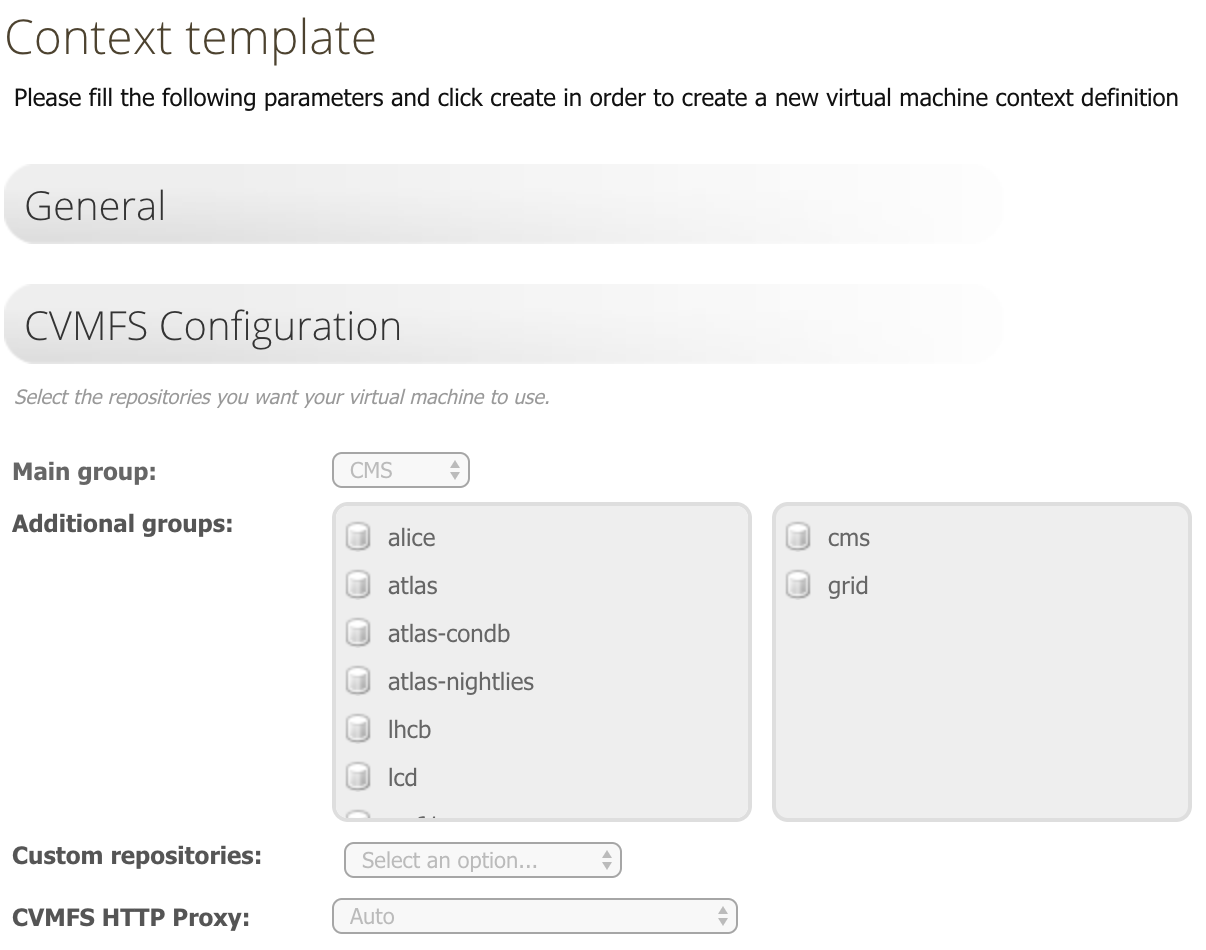 Context template
Please fill the following parameters and click create in order to create a new virtual machine context definition
General
CVMFS Configuration
Select the repositories you want your virtual machine to use.
Main group: CMS
Additional groups:
alice
atlas
atlas-condb
atlas-nightlies
lhcb
lcd
cms
grid
Custom repositories: Select an option...
CVMFS HTTP Proxy: Auto